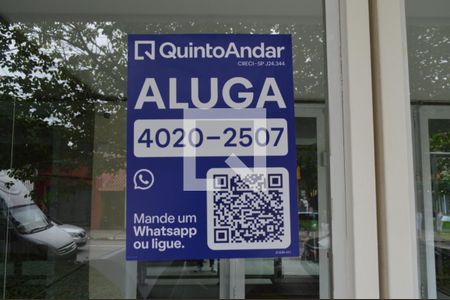 QuintoAndar
CRECI-SP J24.344
ALUGA
4020-2507
Mande um
Whatsapp
ou ligue.